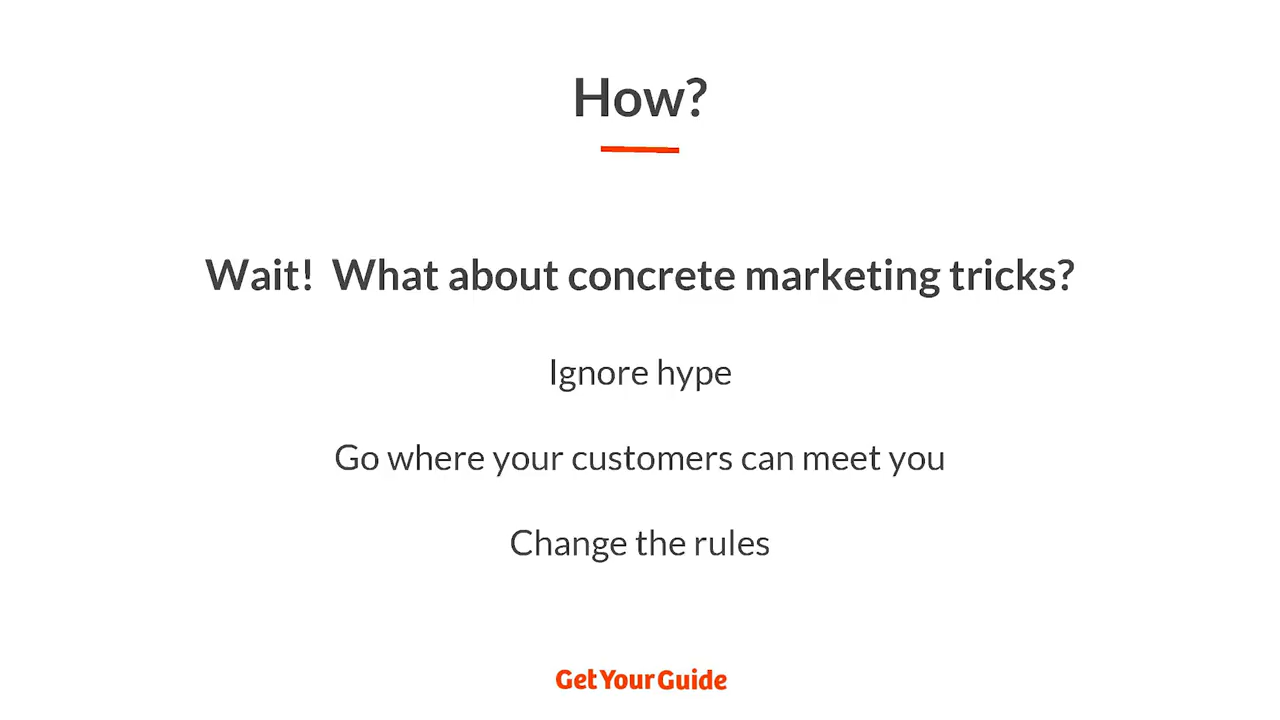 How?
Wait!  What about concrete marketing tricks?
Ignore hype
Go where your customers can meet you
Change the rules
GetYourGuide